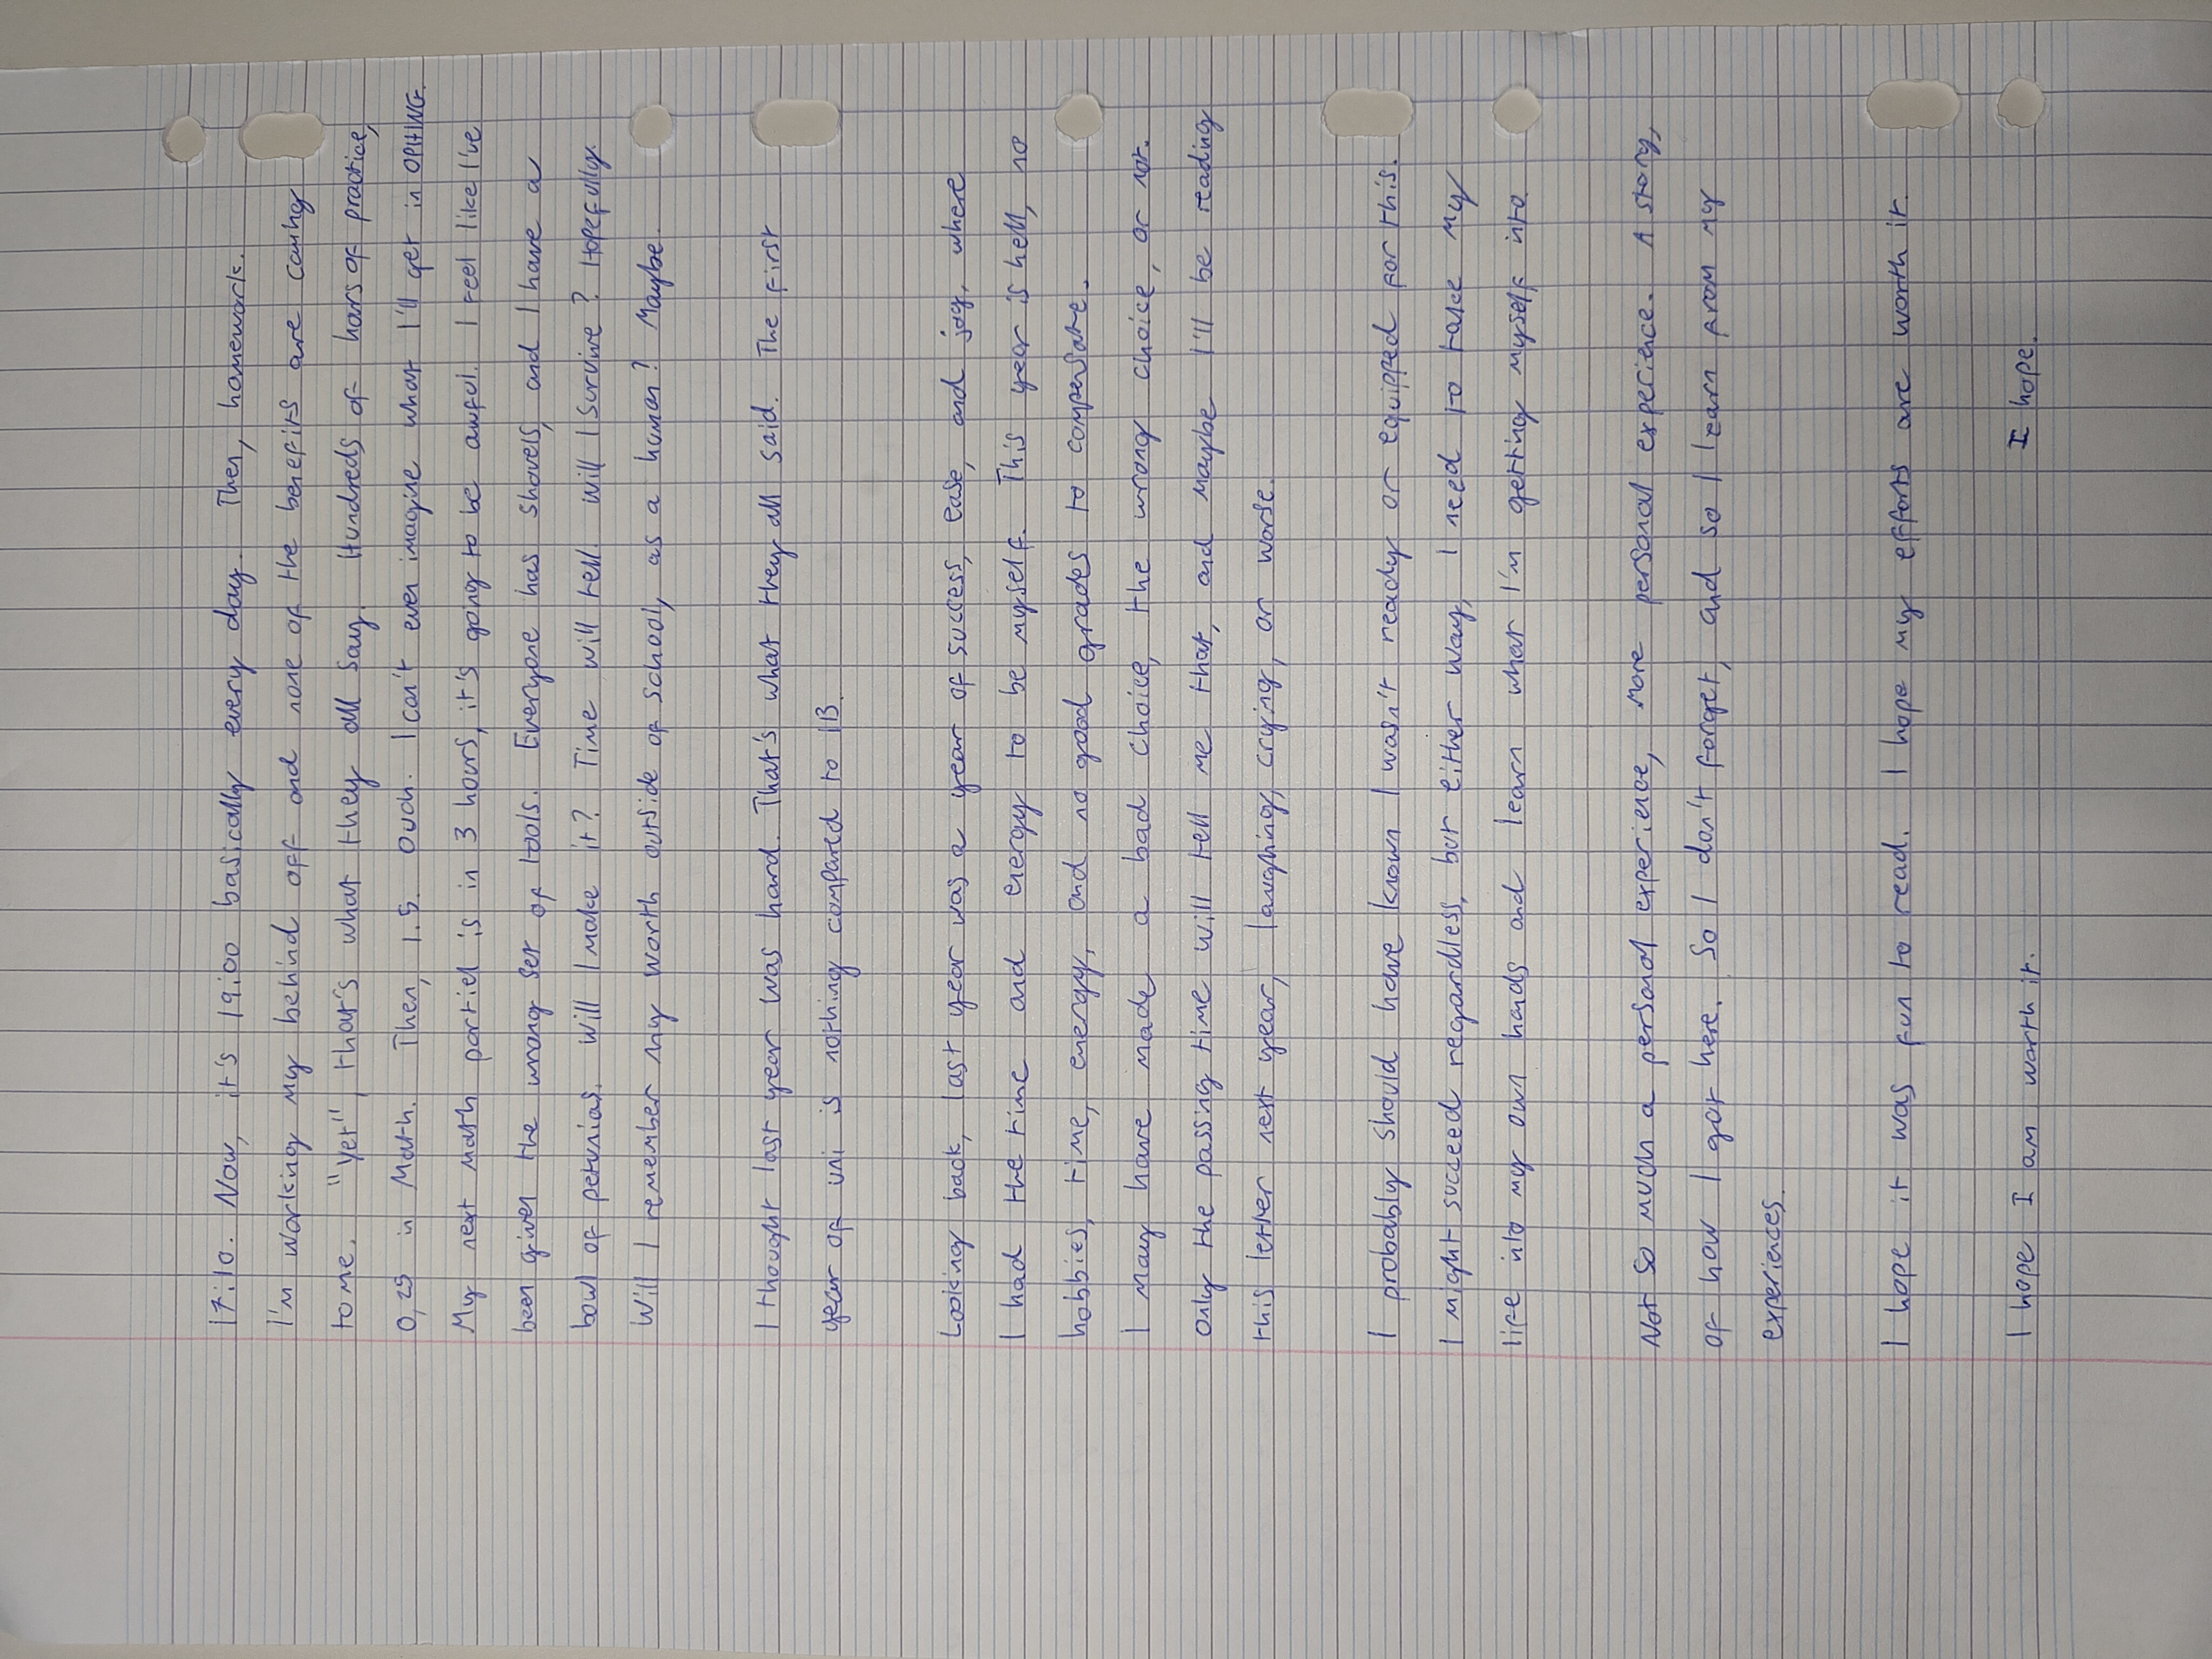 17:10. Now, it's 19:00 basically every day. Then, homework.
I'm working my behind off and none of the benefits are coming
to me. "Yet", that's what they all say. Hundreds of hours of practice,
0,25 in Math. Then, 1.5. Ouch. I can't even imagine what I'll get in
My next math partiel is in 3 hours, it's going to be awful. I feel like I've
been given the wrong set of tools. Everyone has shovels, and I have a
bowl of petunias. Will I make it? Time will tell. Will I survive? Hopefully.
Will I remember my worth outside of school, as a human? Maybe.
I thought last year was hard. That's what they all said. The first
year of uni is nothing compared to IB.
Looking back, last year was a year of success, ease, and joy, where
I had the time and energy to be myself. This year is hell, no
hobbies, time, energy, and no good grades to compensate.
I may have made a bad choice, the wrong choice, or not.
only the passing time will tell me that, and maybe I'll be reading
this letter next year, laughing, crying, or worse.
I probably should have known I wasn't ready or equipped for this.
I might succeed regardless, but either way, I need to take my
life into my own hands and learn what I'm getting myself into.
Not so much a personal experience, more personal experience. A story,
of how I got here. So I don't forget, and so I learn from my
experiences.
I hope it was fun to read. I hope my efforts are worth it.
I hope I am worth it. I hope.